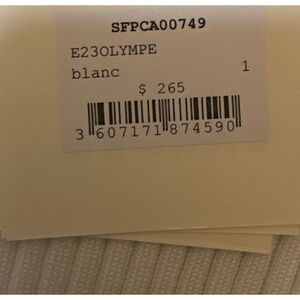 SFPCA00749
E23OLYMPE
blanc 1
$ 265
3 607171 874590